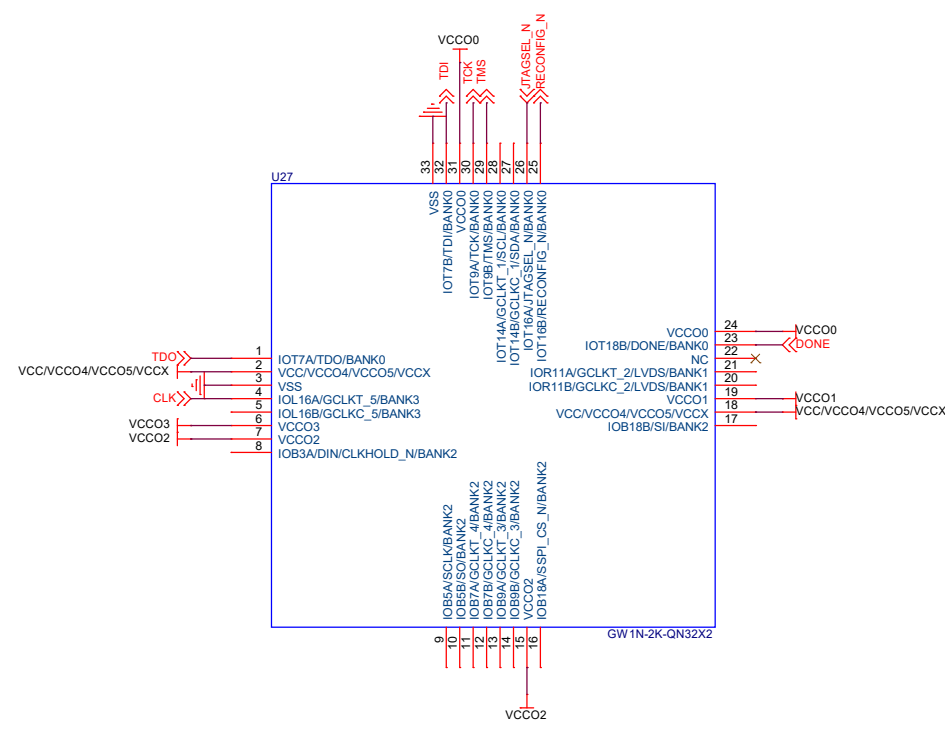 VCCO0
TDI
TCK
TMS
JTAGSEL_N
RECONFIG_N
33
32
31
30
29
28
27
26
25
U27
VSS
IOT7B/TDI/BANK0
VCCO0
IOT9A/TCK/BANK0
IOT9B/TMS/BANK0
IOT14A/GCLKT_1/SCL/BANK0
IOT14B/GCLKC_1/SDA/BANK0
IOT16A/JTAGSEL_N/BANK0
IOT16B/RECONFIG_N/BANK0
TDO 1 IOT7A/TDO/BANK0
VCC/VCCO4/VCCO5/VCCX 2 VCC/VCCO4/VCCO5/VCCX
3 VSS
CLK 4 IOL16A/GCLKT_5/BANK3
5 IOL16B/GCLKC_5/BANK3
VCCO3 6 VCCO3
VCCO2 7 VCCO2
8 IOB3A/DIN/CLKHOLD_N/BANK2
VCCO0 24 VCCO0
IOT18B/DONE/BANK0 23 DONE
NC 22
IOR11A/GCLKT_2/LVDS/BANK1 21
IOR11B/GCLKC_2/LVDS/BANK1 20
VCCO1 19 VCCO1
VCC/VCCO4/VCCO5/VCCX 18 VCC/VCCO4/VCCO5/VCCX
IOB18B/SI/BANK2 17
IOB5A/SCLK/BANK2
IOB5B/SO/BANK2
IOB7A/GCLKT_4/BANK2
IOB7B/GCLKC_4/BANK2
IOB9A/GCLKT_3/BANK2
IOB9B/GCLKC_3/BANK2
VCCO2
IOB18A/SSPI_CS_N/BANK2
GW1N-2K-QN32X2
9
10
11
12
13
14
15
16
VCCO2